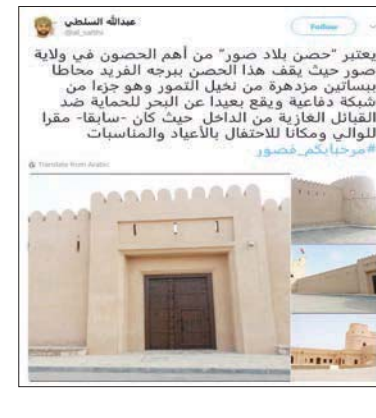 عبدالله السلطي
@al_salthi
Follow
يعتبر "حصن بلاد صور" من أهم الحصون في ولاية
صور حيث يقف هذا الحصن ببرجه الفريد محاطا
ببساتين مزدهرة من نخيل التمور وهو جزءا من
شبكة دفاعية ويقع بعيدا عن البحر للحماية ضد
القبائل الغازية من الداخل حيث كان -سابقا- مقرا
للوالي ومكانا للاحتفال بالأعياد والمناسبات
#مرحبابكم_فصور
Translate from Arabic